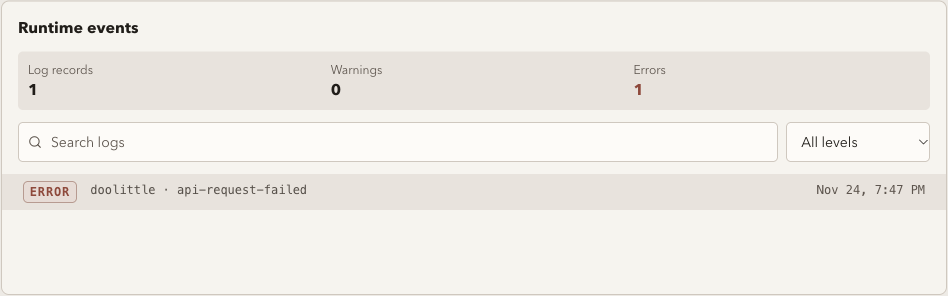 Runtime events
Log records Warnings Errors
1 0 1
Search logs All levels
ERROR doolittle · api-request-failed Nov 24, 7:47 PM